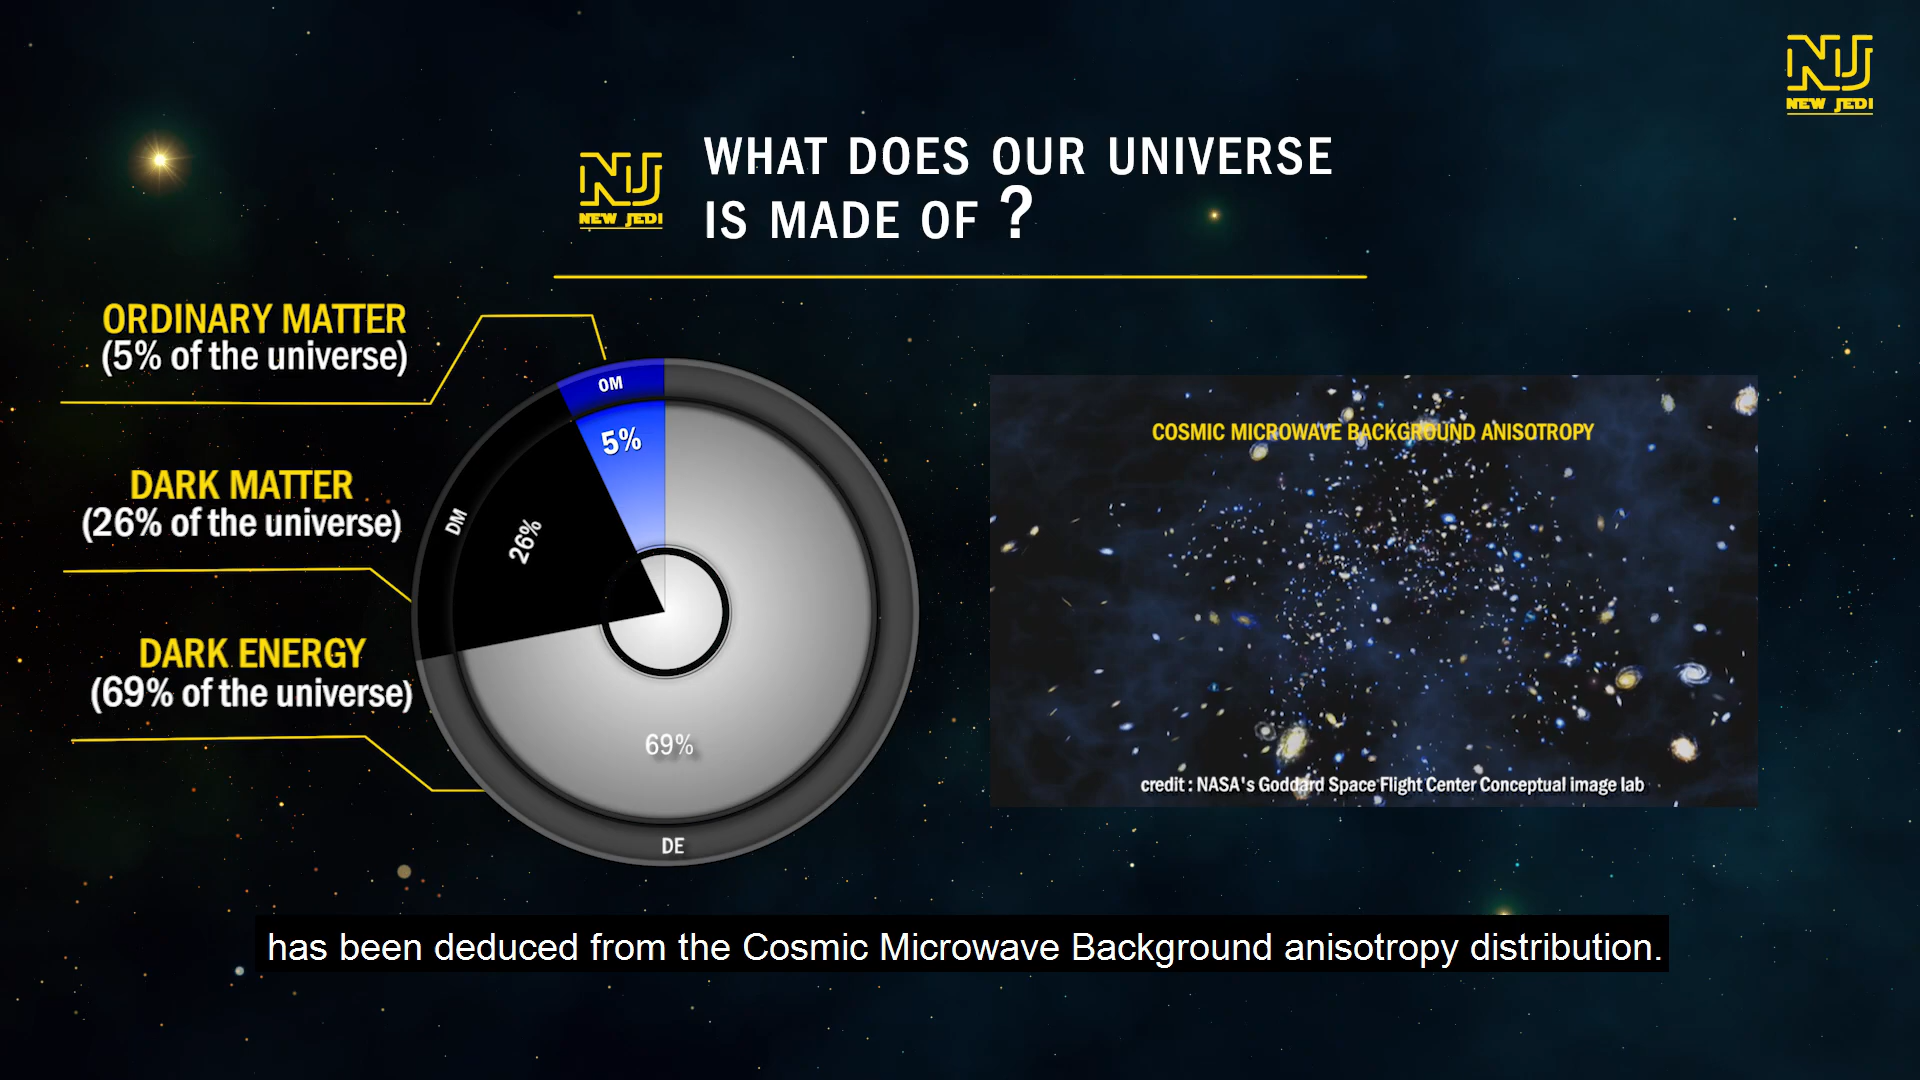 NJ
NEW JEDI
NJ
NEW JEDI
WHAT DOES OUR UNIVERSE
IS MADE OF ?
ORDINARY MATTER
(5% of the universe)
DARK MATTER
(26% of the universe)
DARK ENERGY
(69% of the universe)
OM
5%
DM
26%
69%
DE
COSMIC MICROWAVE BACKGROUND ANISOTROPY
credit : NASA's Goddard Space Flight Center Conceptual image lab
has been deduced from the Cosmic Microwave Background anisotropy distribution.